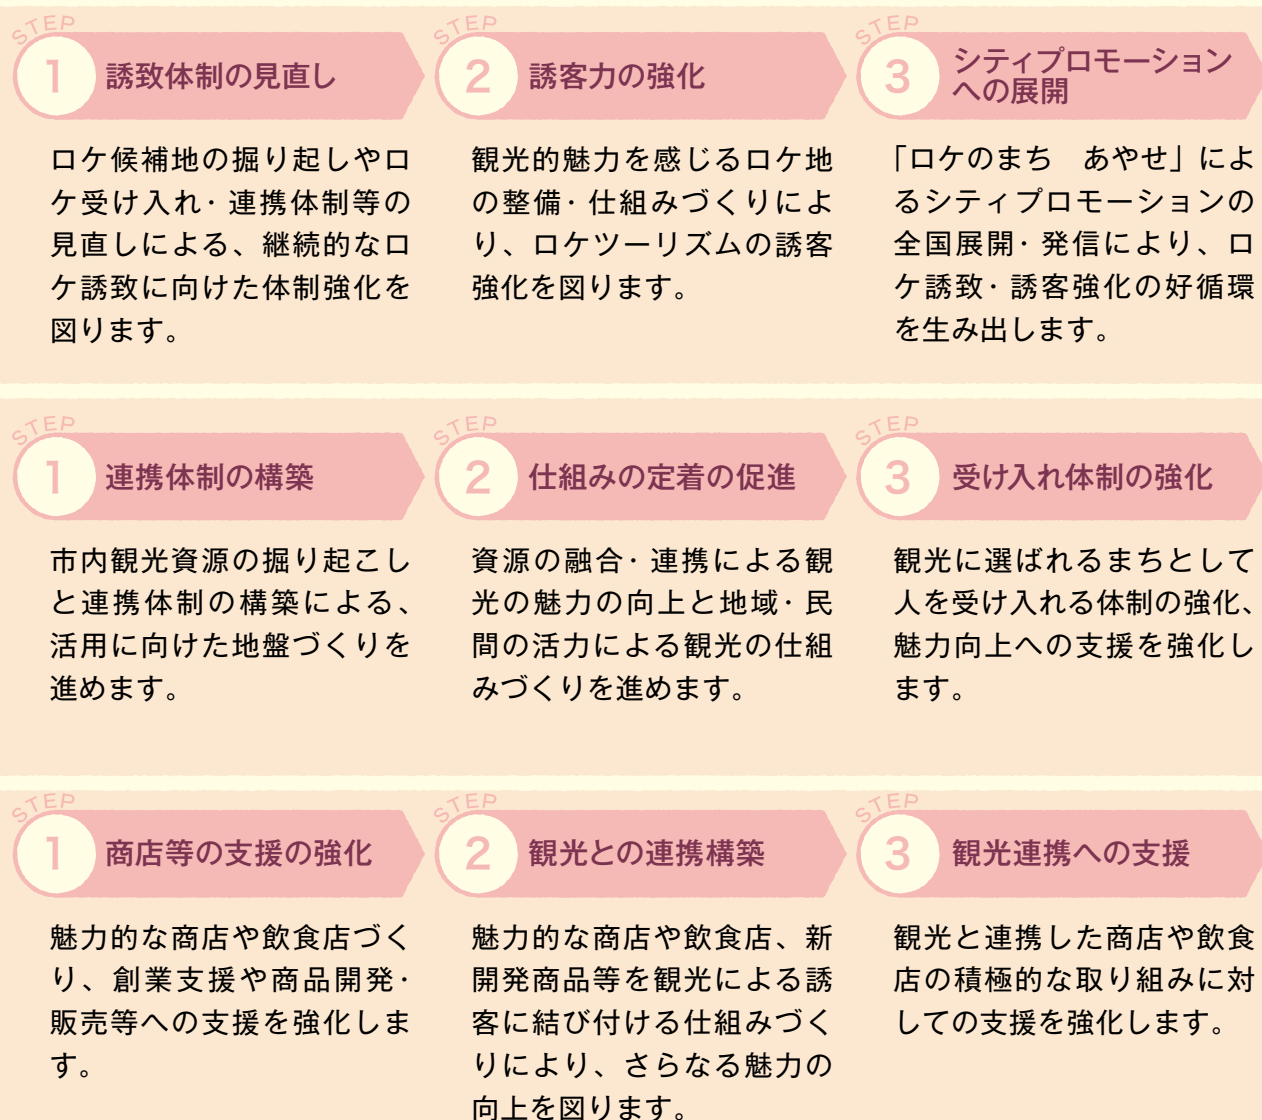 STEP
1 誘致体制の見直し
ロケ候補地の掘り起しやロ
ケ受け入れ・連携体制等の
見直しによる、継続的なロ
ケ誘致に向けた体制強化を
図ります。
STEP
2 誘客力の強化
観光的魅力を感じるロケ地
の整備・仕組みづくりによ
り、ロケツーリズムの誘客
強化を図ります。
STEP
3 シティプロモーション
への展開
「ロケのまち　あやせ」によ
るシティプロモーションの
全国展開・発信により、ロ
ケ誘致・誘客強化の好循環
を生み出します。
STEP
1 連携体制の構築
市内観光資源の掘り起こし
と連携体制の構築による、
活用に向けた地盤づくりを
進めます。
STEP
2 仕組みの定着の促進
資源の融合・連携による観
光の魅力の向上と地域・民
間の活力による観光の仕組
みづくりを進めます。
STEP
3 受け入れ体制の強化
観光に選ばれるまちとして
人を受け入れる体制の強化、
魅力向上への支援を強化し
ます。
STEP
1 商店等の支援の強化
魅力的な商店や飲食店づく
り、創業支援や商品開発・
販売等への支援を強化しま
す。
STEP
2 観光との連携構築
魅力的な商店や飲食店、新
開発商品等を観光による誘
客に結び付ける仕組みづく
りにより、さらなる魅力の
向上を図ります。
STEP
3 観光連携への支援
観光と連携した商店や飲食
店の積極的な取り組みに対
しての支援を強化します。